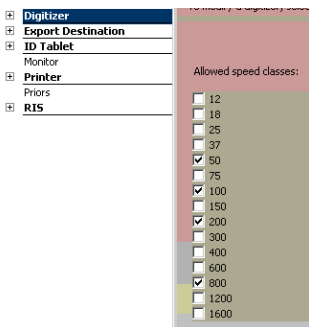 Digitizer
Export Destination
ID Tablet
Monitor
Printer
Priors
RIS
Allowed speed classes:
12
18
25
37
50
75
100
150
200
300
400
600
800
1200
1600